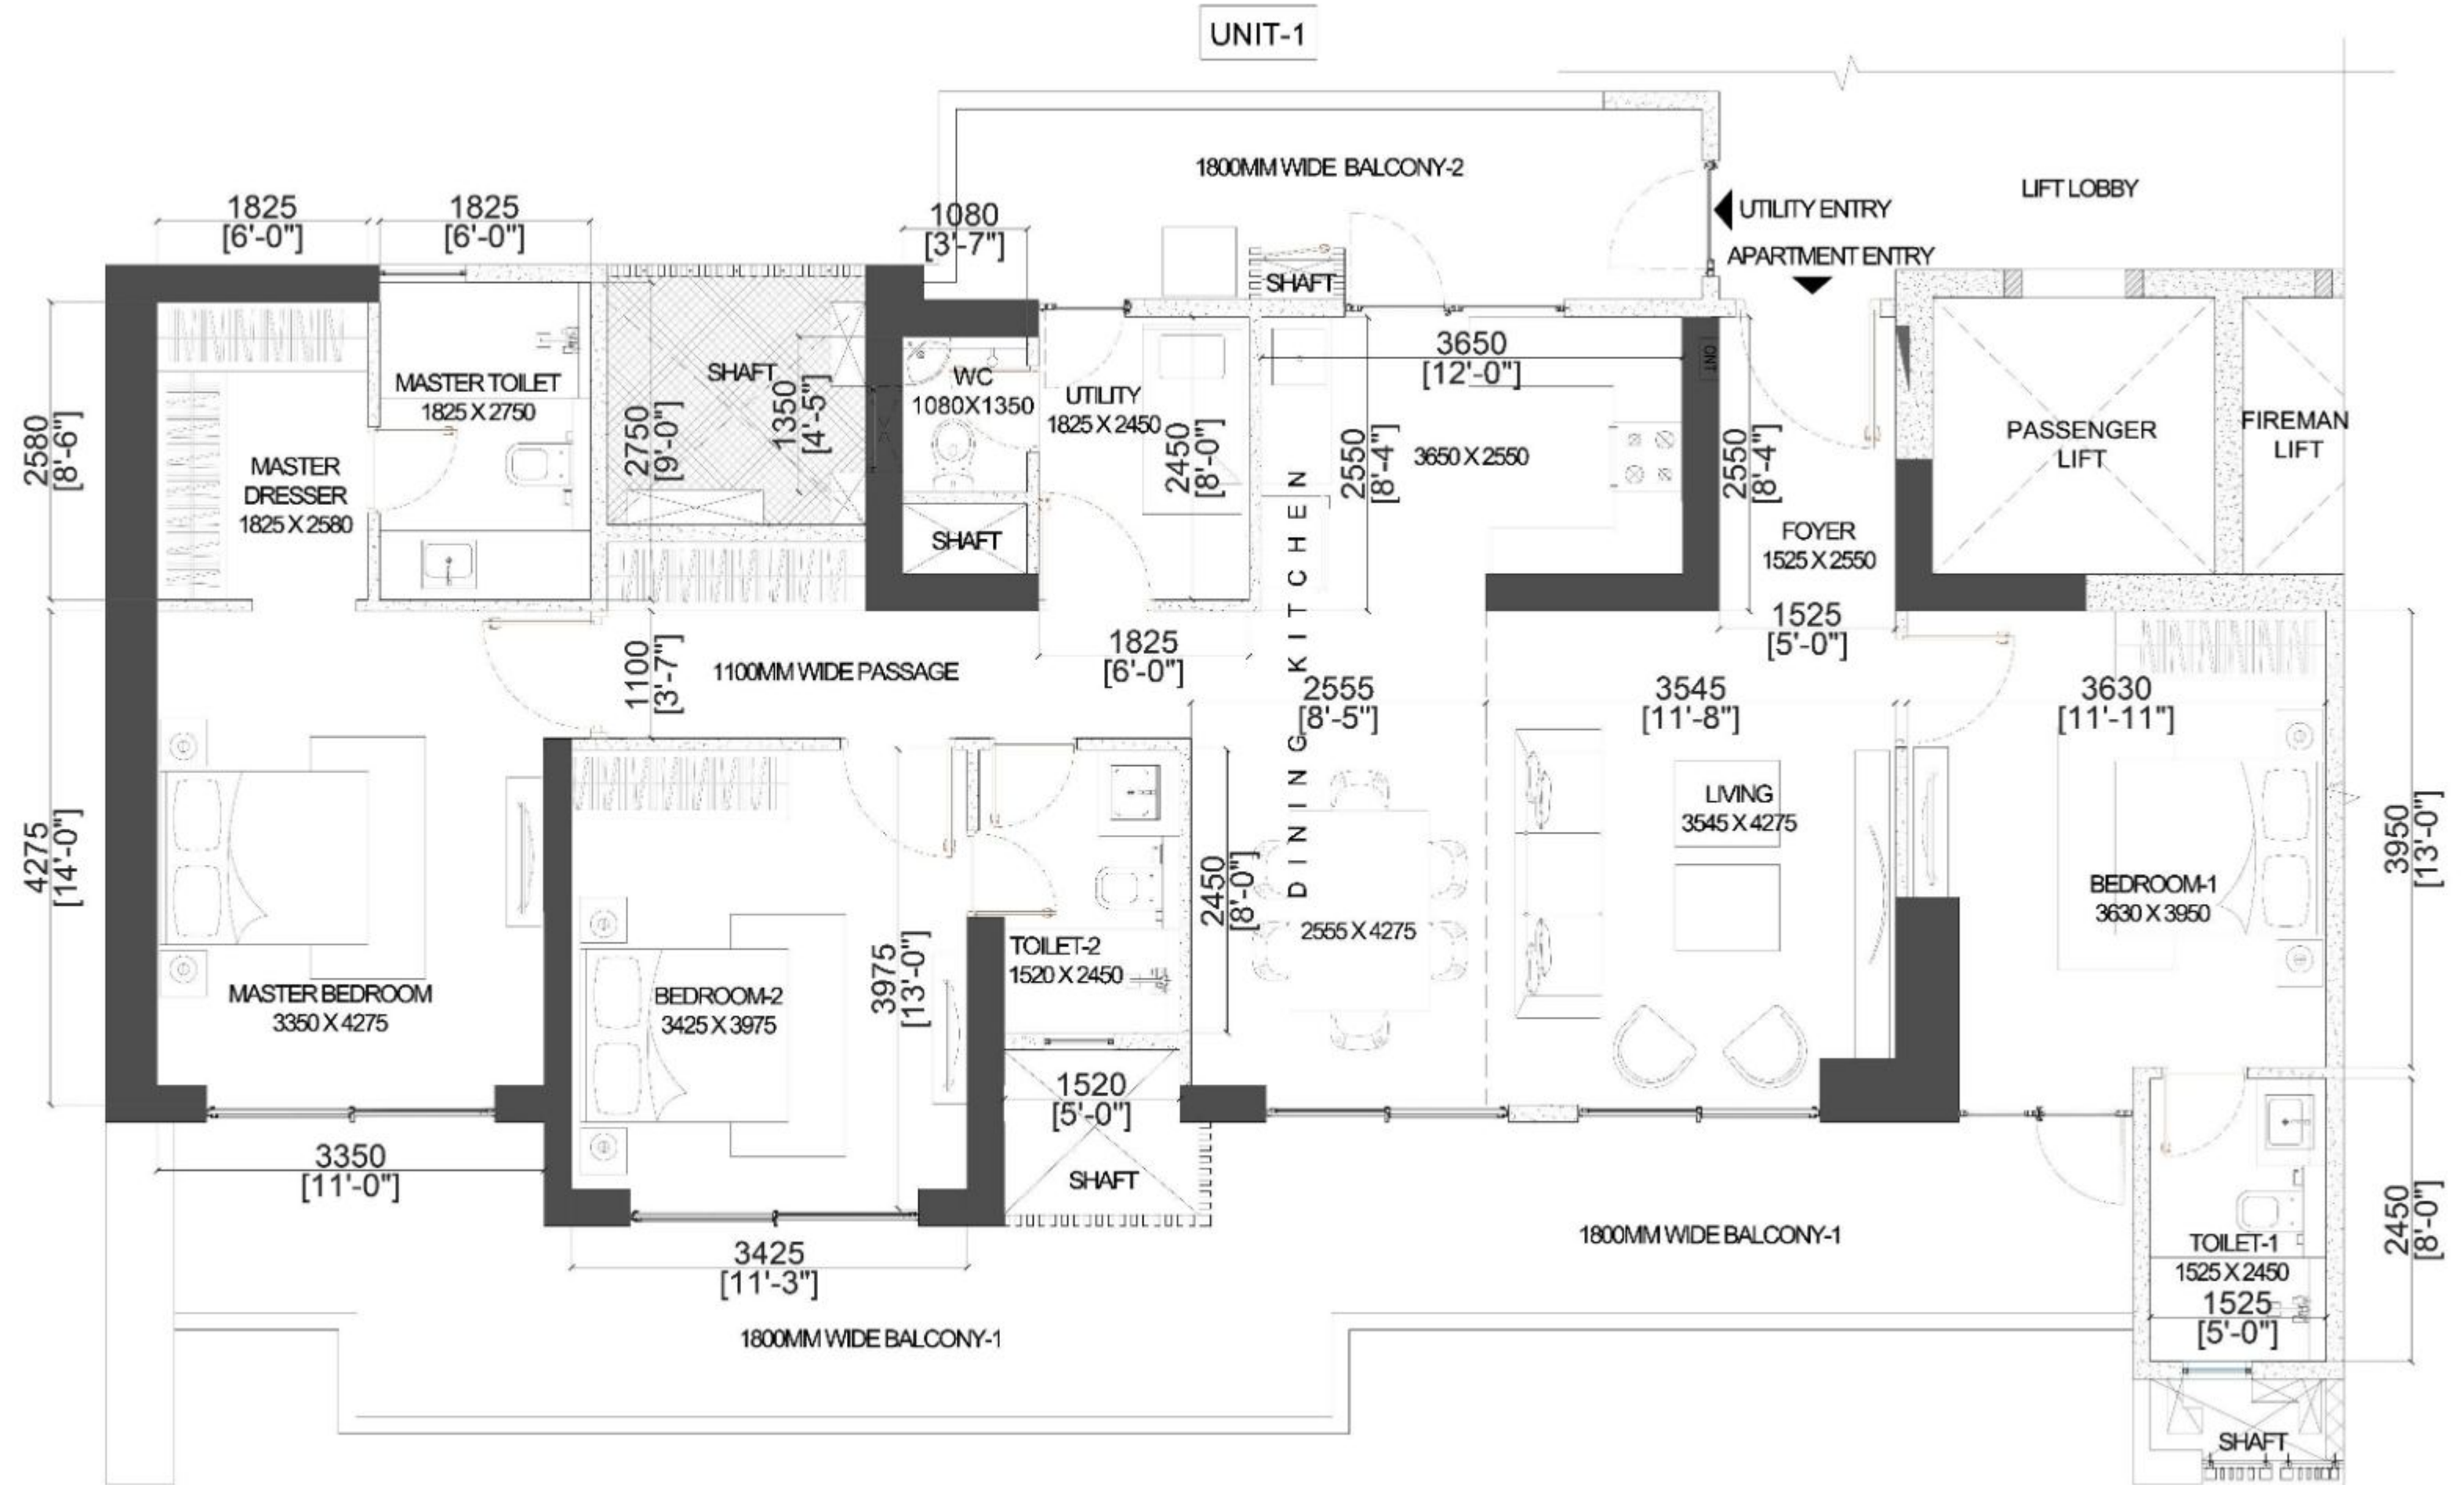 UNIT-1
1800MM WIDE BALCONY-2
LIFT LOBBY
UTILITY ENTRY
APARTMENT ENTRY
1825
[6'-0"]
1825
[6'-0"]
1080
[3'-7"]
SHAFT
3650
[12'-0"]
MASTER TOILET
1825 X 2750
SHAFT
1350
[4'-5"]
2750
[9'-0"]
WC
1080X1350
UTILITY
1825 X 2450
2450
[8'-0"]
2550
[8'-4"]
3650 X 2550
2550
[8'-4"]
PASSENGER
LIFT
FIREMAN
LIFT
2580
[8'-6"]
MASTER
DRESSER
1825 X 2580
SHAFT
FOYER
1525 X 2550
1525
[5'-0"]
1100
[3'-7"]
1100MM WIDE PASSAGE
1825
[6'-0"]
DINING KITCHEN
2555
[8'-5"]
3545
[11'-8"]
3630
[11'-11"]
4275
[14'-0"]
LIVING
3545 X 4275
3950
[13'-0"]
2450
[8'-0"]
BEDROOM-1
3630 X 3950
2555 X 4275
TOILET-2
1520 X 2450
3975
[13'-0"]
MASTER BEDROOM
3350 X 4275
BEDROOM-2
3425 X 3975
1520
[5'-0"]
SHAFT
3350
[11'-0"]
3425
[11'-3"]
1800MM WIDE BALCONY-1
2450
[8'-0"]
TOILET-1
1525 X 2450
1525
[5'-0"]
1800MM WIDE BALCONY-1
SHAFT